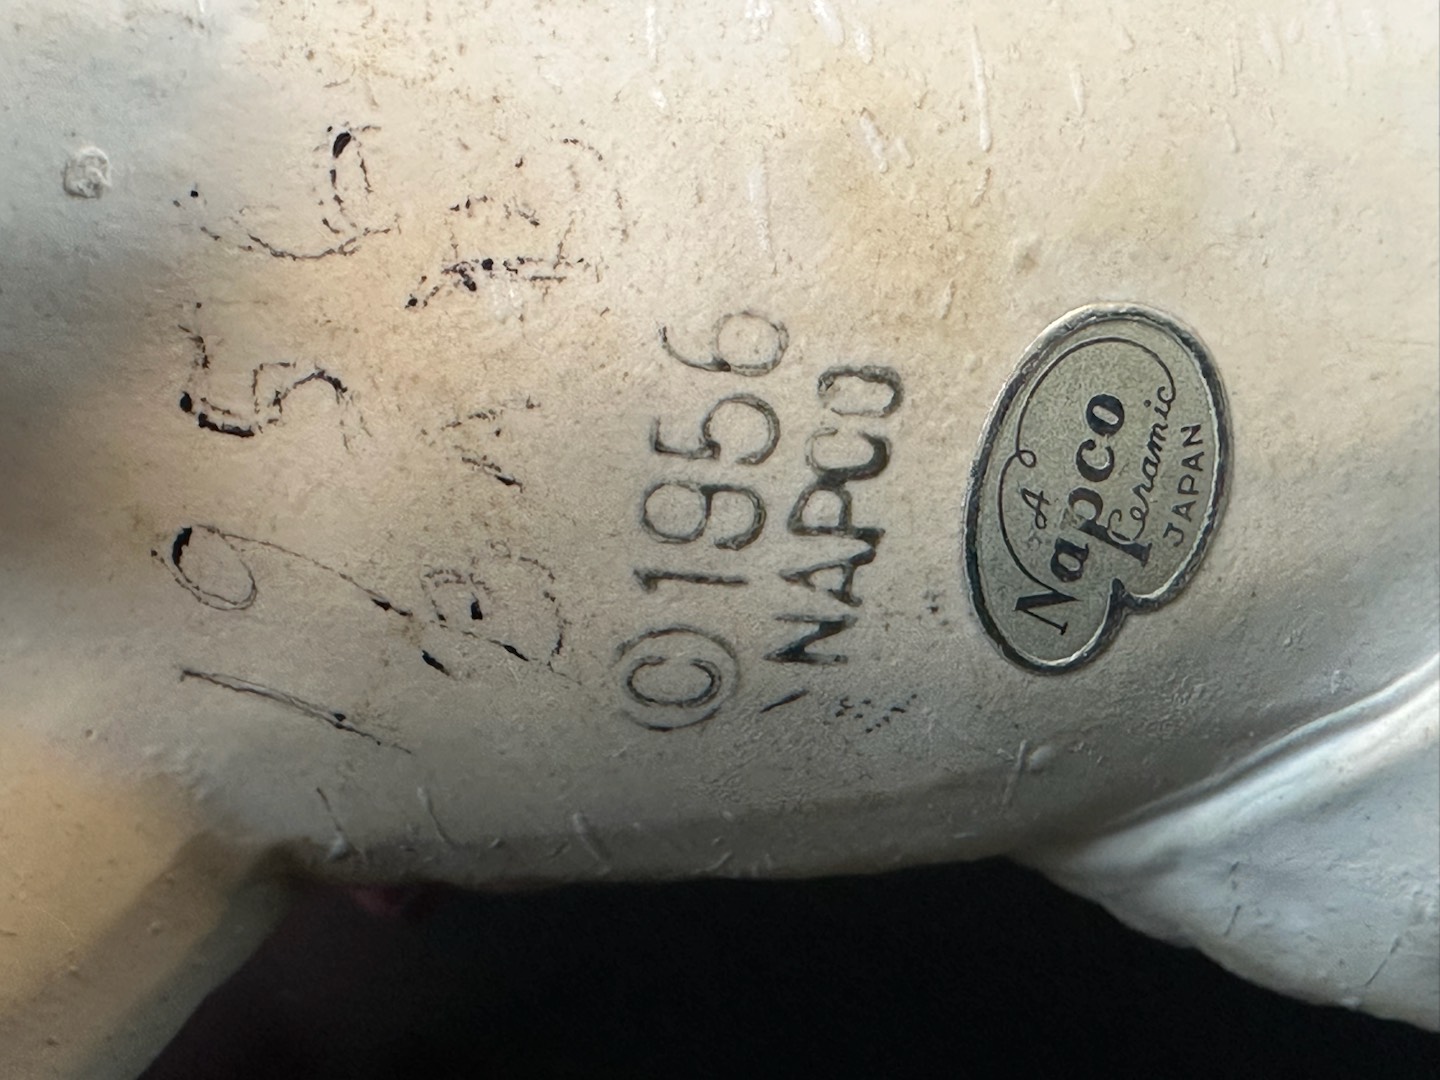 1956
©1956
NAPCO
A
Napco
Ceramic
JAPAN